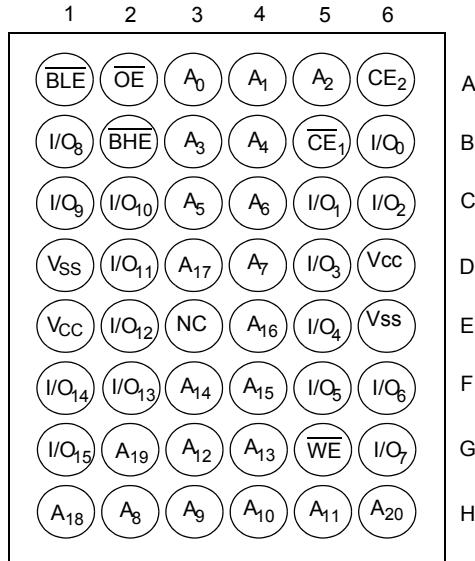 1 2 3 4 5 6
BLE OE A0 A1 A2 CE2 A
I/O8 BHE A3 A4 CE1 I/O0 B
I/O9 I/O10 A5 A6 I/O1 I/O2 C
VSS I/O11 A17 A7 I/O3 Vcc D
VCC I/O12 NC A16 I/O4 Vss E
I/O14 I/O13 A14 A15 I/O5 I/O6 F
I/O15 A19 A12 A13 WE I/O7 G
A18 A8 A9 A10 A11 A20 H